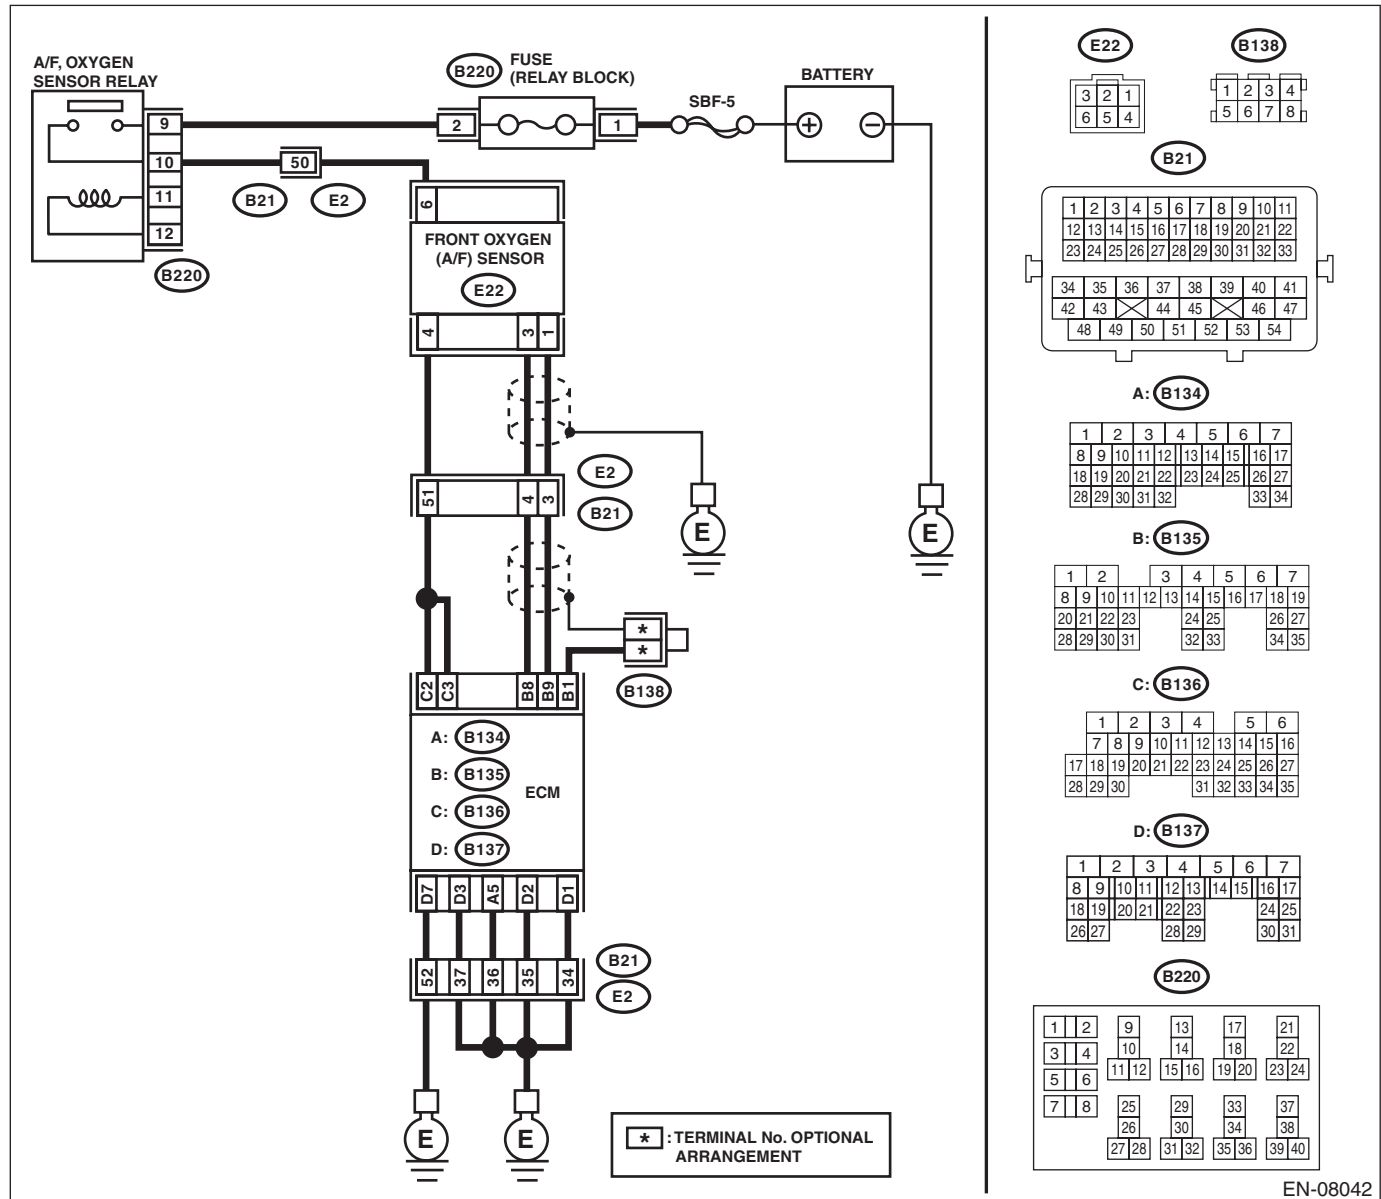 A/F, OXYGEN
SENSOR RELAY
9
10
11
12
B220
B220
FUSE
(RELAY BLOCK)
2
1
SBF-5
BATTERY
+
−
50
B21
E2
6
FRONT OXYGEN
(A/F) SENSOR
E22
4
3
1
E
E
E2
B21
51
4
3
*
*
B138
C2
C3
B8
B9
B1
A: B134
B: B135
C: B136
D: B137
ECM
D7
D3
A5
D2
D1
B21
E2
52
37
36
35
34
E
E
* : TERMINAL No. OPTIONAL
ARRANGEMENT
E22
3 2 1
6 5 4
B138
1 2 3 4
5 6 7 8
B21
1 2 3 4 5 6 7 8 9 10 11
12 13 14 15 16 17 18 19 20 21 22
23 24 25 26 27 28 29 30 31 32 33
34 35 36 37 38 39 40 41
42 43 44 45 46 47
48 49 50 51 52 53 54
A: B134
1 2 3 4 5 6 7
8 9 10 11 12 13 14 15 16 17
18 19 20 21 22 23 24 25 26 27
28 29 30 31 32 33 34
B: B135
1 2 3 4 5 6 7
8 9 10 11 12 13 14 15 16 17 18 19
20 21 22 23 24 25 26 27
28 29 30 31 32 33 34 35
C: B136
1 2 3 4 5 6
7 8 9 10 11 12 13 14 15 16
17 18 19 20 21 22 23 24 25 26 27
28 29 30 31 32 33 34 35
D: B137
1 2 3 4 5 6 7
8 9 10 11 12 13 14 15 16 17
18 19 20 21 22 23 24 25
26 27 28 29 30 31
B220
1 2 9 13 17 21
3 4 10 14 18 22
5 6 11 12 15 16 19 20 23 24
7 8 25 29 33 37
26 30 34 38
27 28 31 32 35 36 39 40
EN-08042